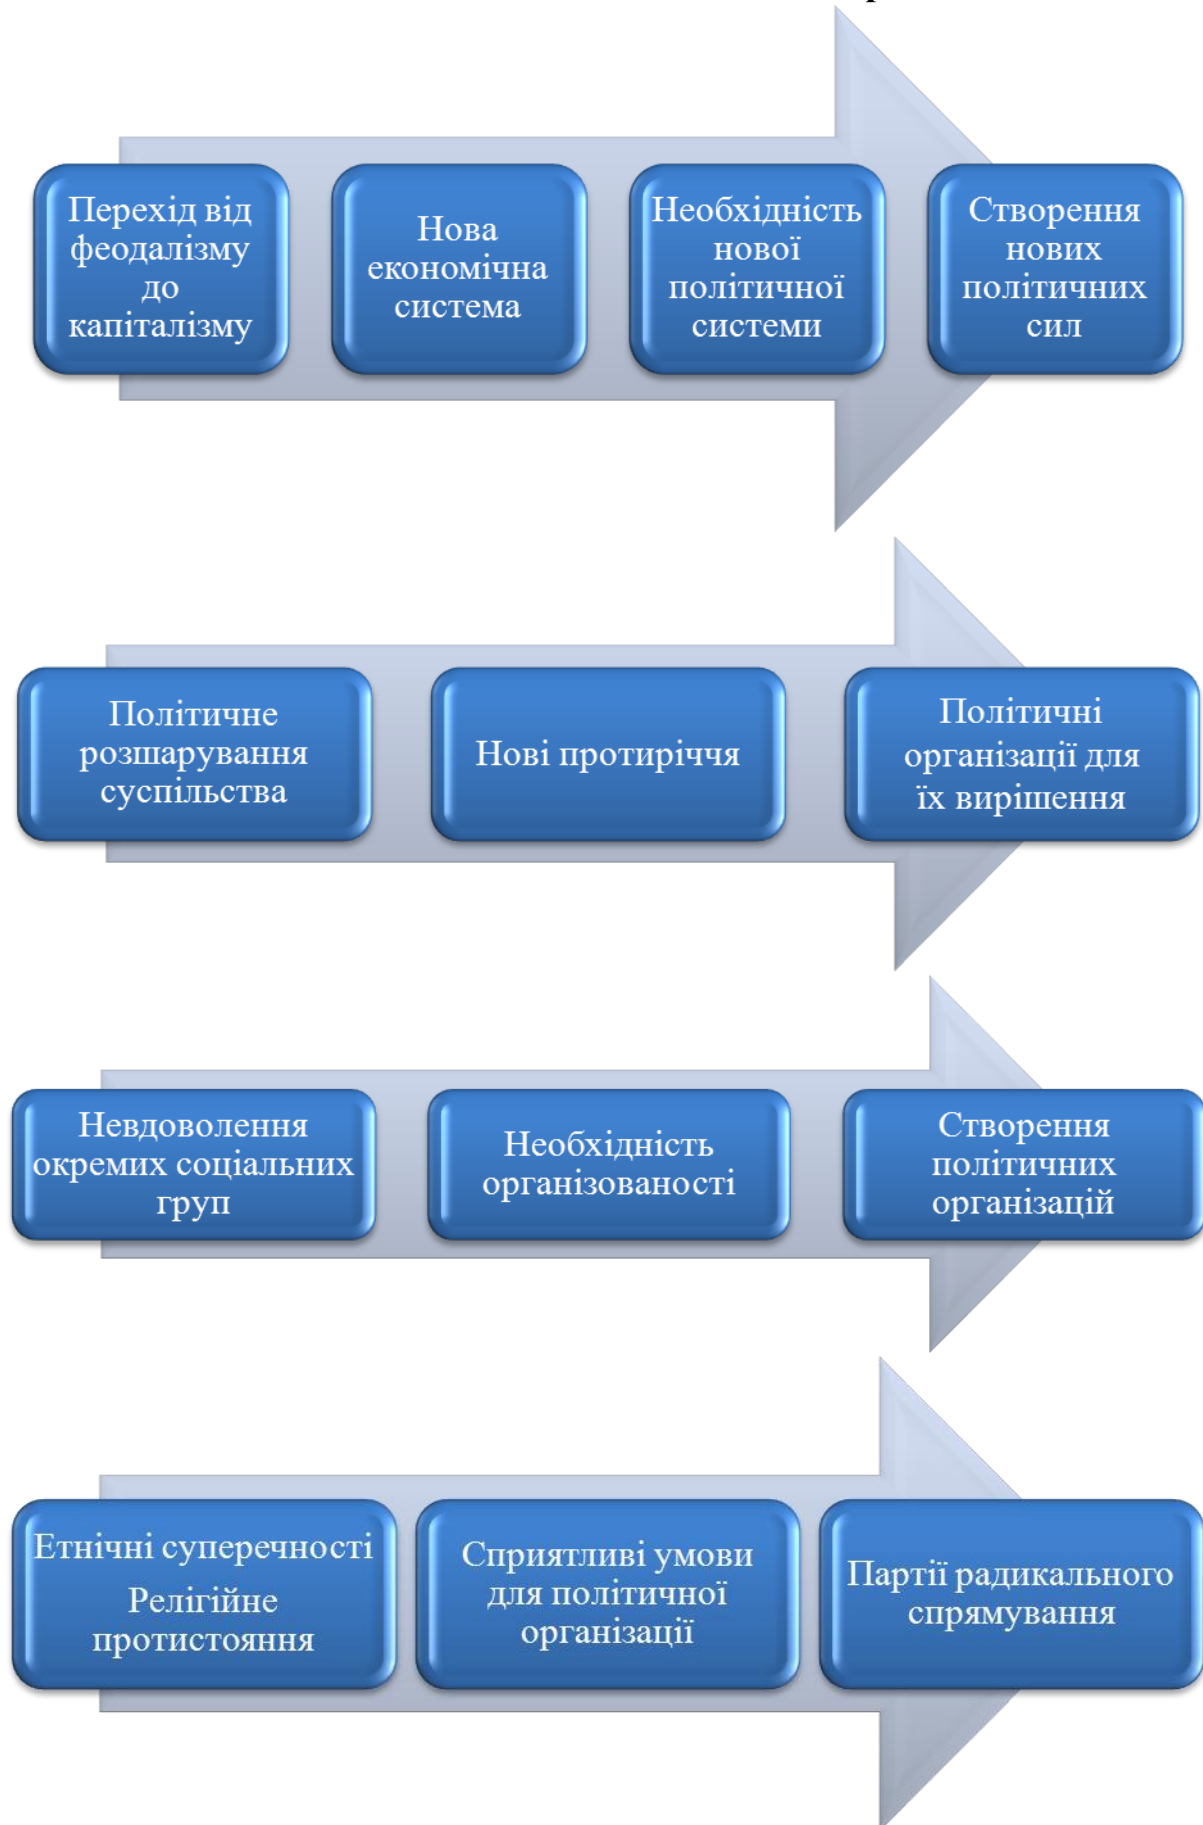 Перехід від
феодалізму
до
капіталізму
Нова
економічна
система
Необхідність
нової
політичної
системи
Створення
нових
політичних
сил
Політичне
розшарування
суспільства
Нові протиріччя
Політичні
організації для
їх вирішення
Невдоволення
окремих соціальних
груп
Необхідність
організованості
Створення
політичних
організацій
Етнічні суперечності
Релігійне
протистояння
Сприятливі умови
для політичної
організації
Партії радикального
спрямування